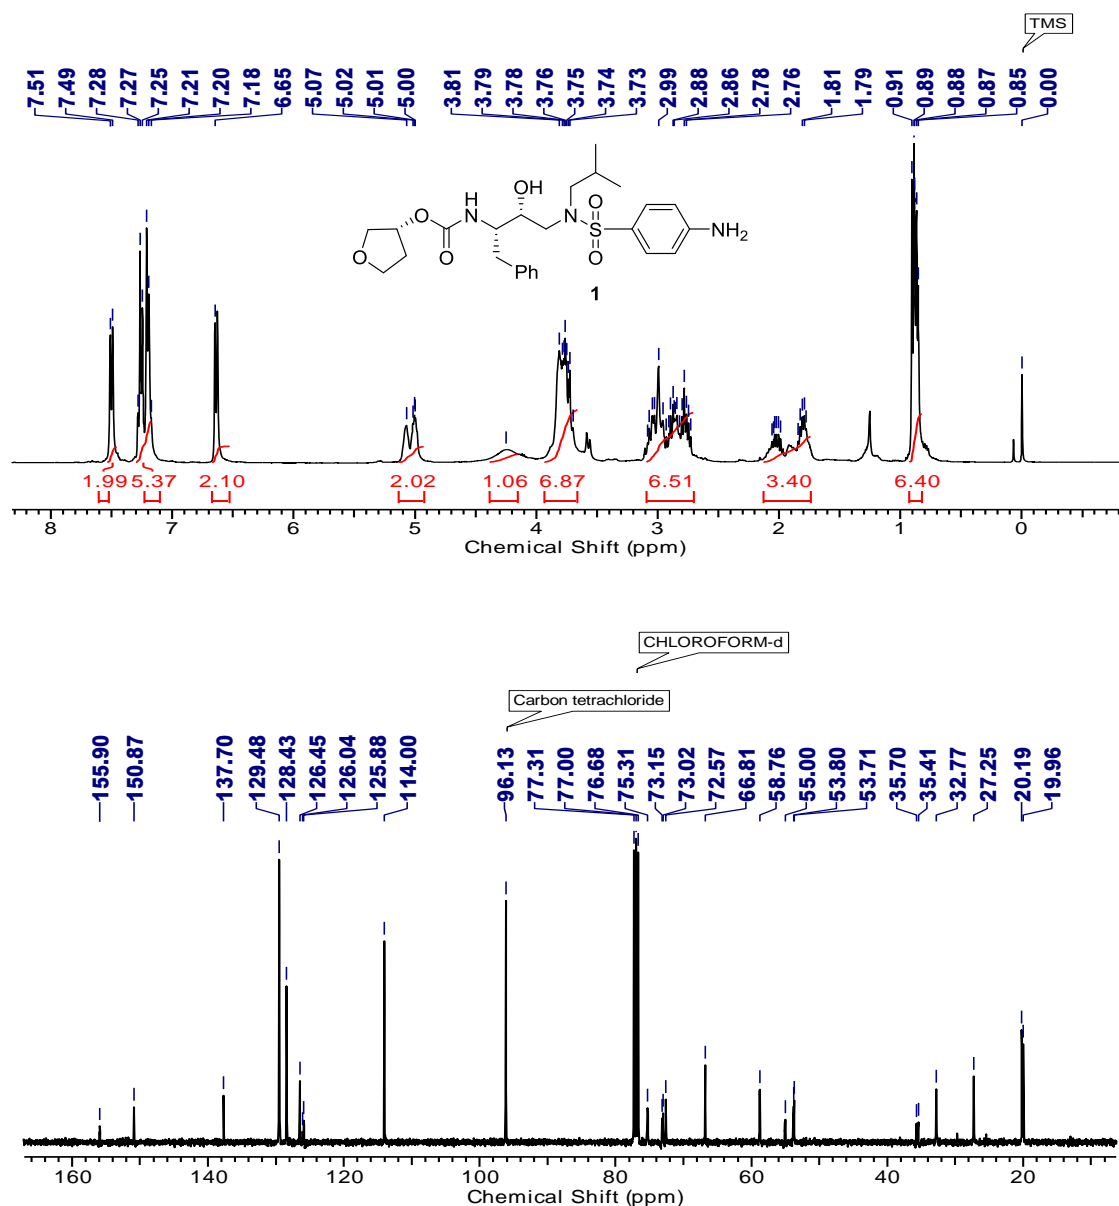 TMS
7.51 7.49 7.28 7.27 7.25 7.21 7.20 7.18 6.65 5.07 5.02 5.01 5.00 3.81 3.79 3.78 3.76 3.75 3.74 3.73 2.99 2.88 2.86 2.78 2.76 1.81 1.79 0.91 0.89 0.88 0.87 0.85 0.00
OH
O H N N O
O S NH2
O O Ph O
1
1.99 5.37 2.10 2.02 1.06 6.87 6.51 3.40 6.40
8 7 6 5 4 3 2 1 0
Chemical Shift (ppm)
CHLOROFORM-d
Carbon tetrachloride
155.90 150.87 137.70 129.48 128.43 126.45 126.04 125.88 114.00 96.13 77.31 77.00 76.68 75.31 73.15 73.02 72.57 66.81 58.76 55.00 53.80 53.71 35.70 35.41 32.77 27.25 20.19 19.96
160 140 120 100 80 60 40 20
Chemical Shift (ppm)